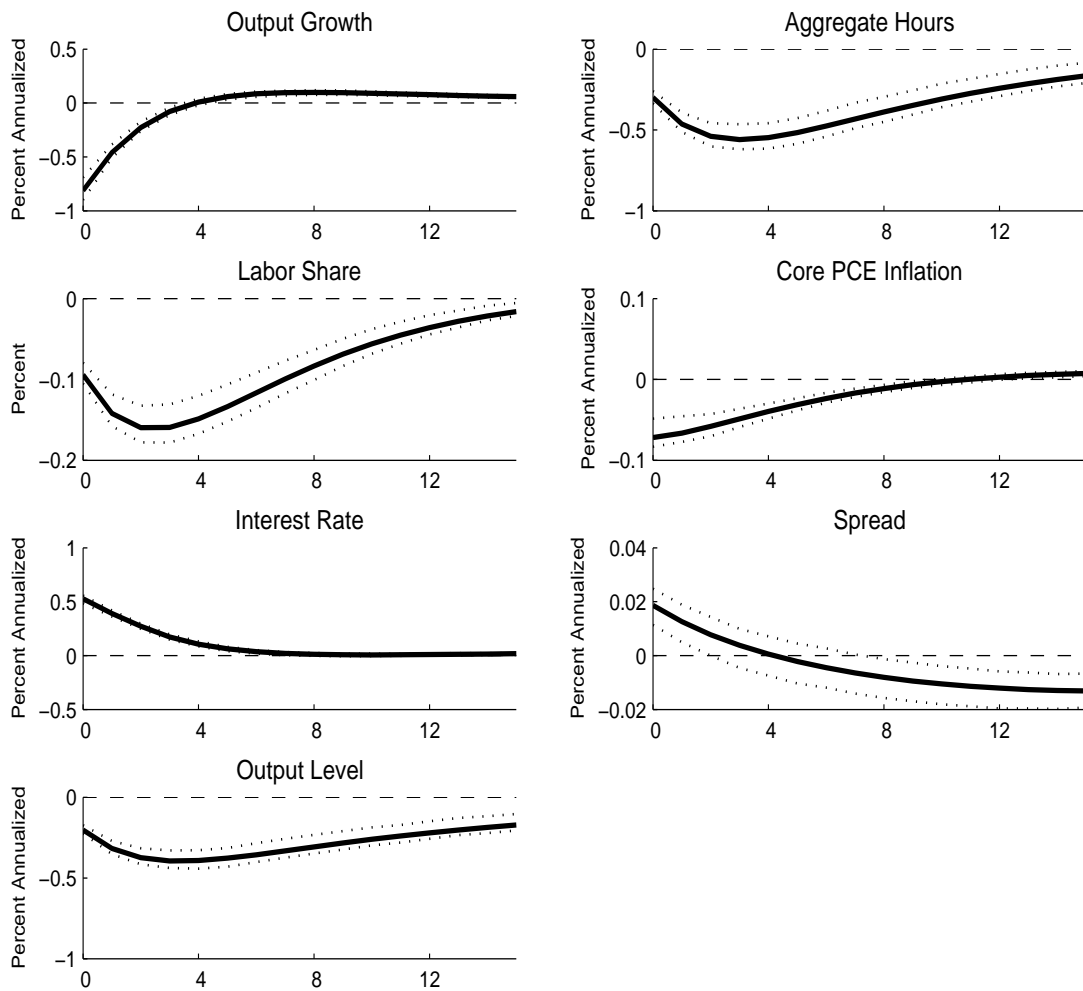 Output Growth
Percent Annualized
0.5
0
−0.5
−1
0 4 8 12
Aggregate Hours
Percent Annualized
0
−0.5
−1
0 4 8 12
Labor Share
Percent
0
−0.1
−0.2
0 4 8 12
Core PCE Inflation
Percent Annualized
0.1
0
−0.1
0 4 8 12
Interest Rate
Percent Annualized
1
0.5
0
−0.5
0 4 8 12
Spread
Percent Annualized
0.04
0.02
0
−0.02
0 4 8 12
Output Level
Percent Annualized
0
−0.5
−1
0 4 8 12